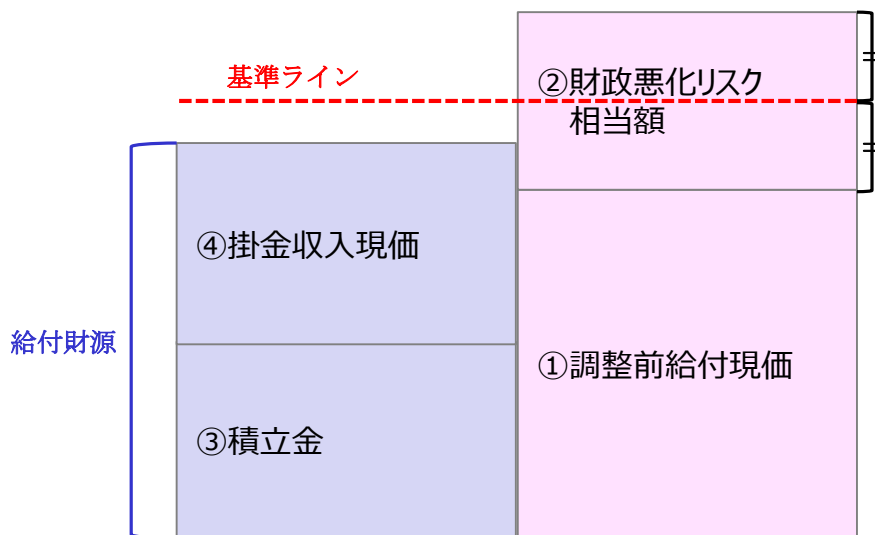 基準ライン
②財政悪化リスク
相当額
④掛金収入現価
給付財源
①調整前給付現価
③積立金